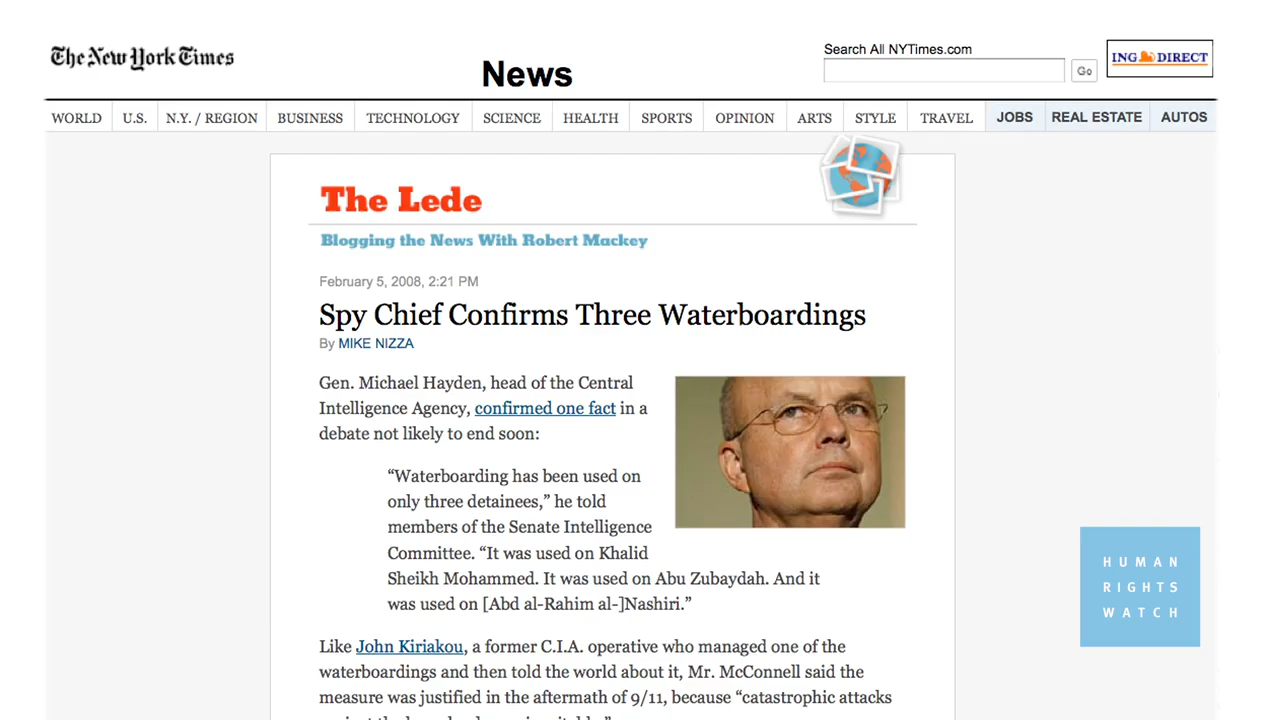 The New York Times
News
Search All NYTimes.com
Go
ING DIRECT
WORLD U.S. N.Y. / REGION BUSINESS TECHNOLOGY SCIENCE HEALTH SPORTS OPINION ARTS STYLE TRAVEL JOBS REAL ESTATE AUTOS
The Lede
Blogging the News With Robert Mackey
February 5, 2008, 2:21 PM
Spy Chief Confirms Three Waterboardings
By MIKE NIZZA
Gen. Michael Hayden, head of the Central
Intelligence Agency, confirmed one fact in a
debate not likely to end soon:
“Waterboarding has been used on
only three detainees,” he told
members of the Senate Intelligence
Committee. “It was used on Khalid
Sheikh Mohammed. It was used on Abu Zubaydah. And it
was used on [Abd al-Rahim al-]Nashiri.”
Like John Kiriakou, a former C.I.A. operative who managed one of the
waterboardings and then told the world about it, Mr. McConnell said the
measure was justified in the aftermath of 9/11, because “catastrophic attacks
HUMAN
RIGHTS
WATCH